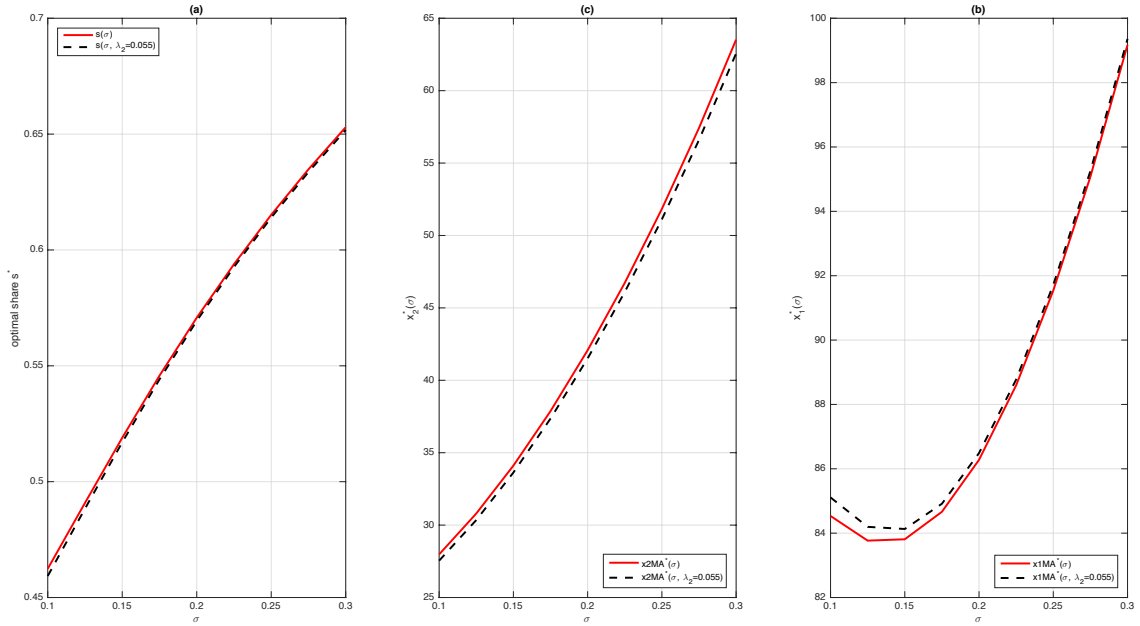 (a)
0.7
0.65
0.6
0.55
0.5
0.45
optimal share s*
s(σ)
s(σ, λ₂=0.055)
0.1 0.15 0.2 0.25 0.3
σ
(c)
65
60
55
50
45
40
35
30
25
x*₂(σ)
x2MA*(σ)
x2MA*(σ, λ₂=0.055)
0.1 0.15 0.2 0.25 0.3
σ
(b)
100
98
96
94
92
90
88
86
84
82
x*₁(σ)
x1MA*(σ)
x1MA*(σ, λ₂=0.055)
0.1 0.15 0.2 0.25 0.3
σ